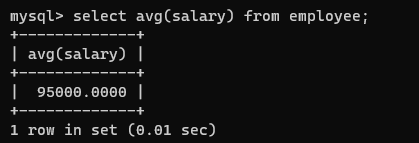 mysql> select avg(salary) from employee;
+-------------+
| avg(salary) |
+-------------+
|  95000.0000 |
+-------------+
1 row in set (0.01 sec)